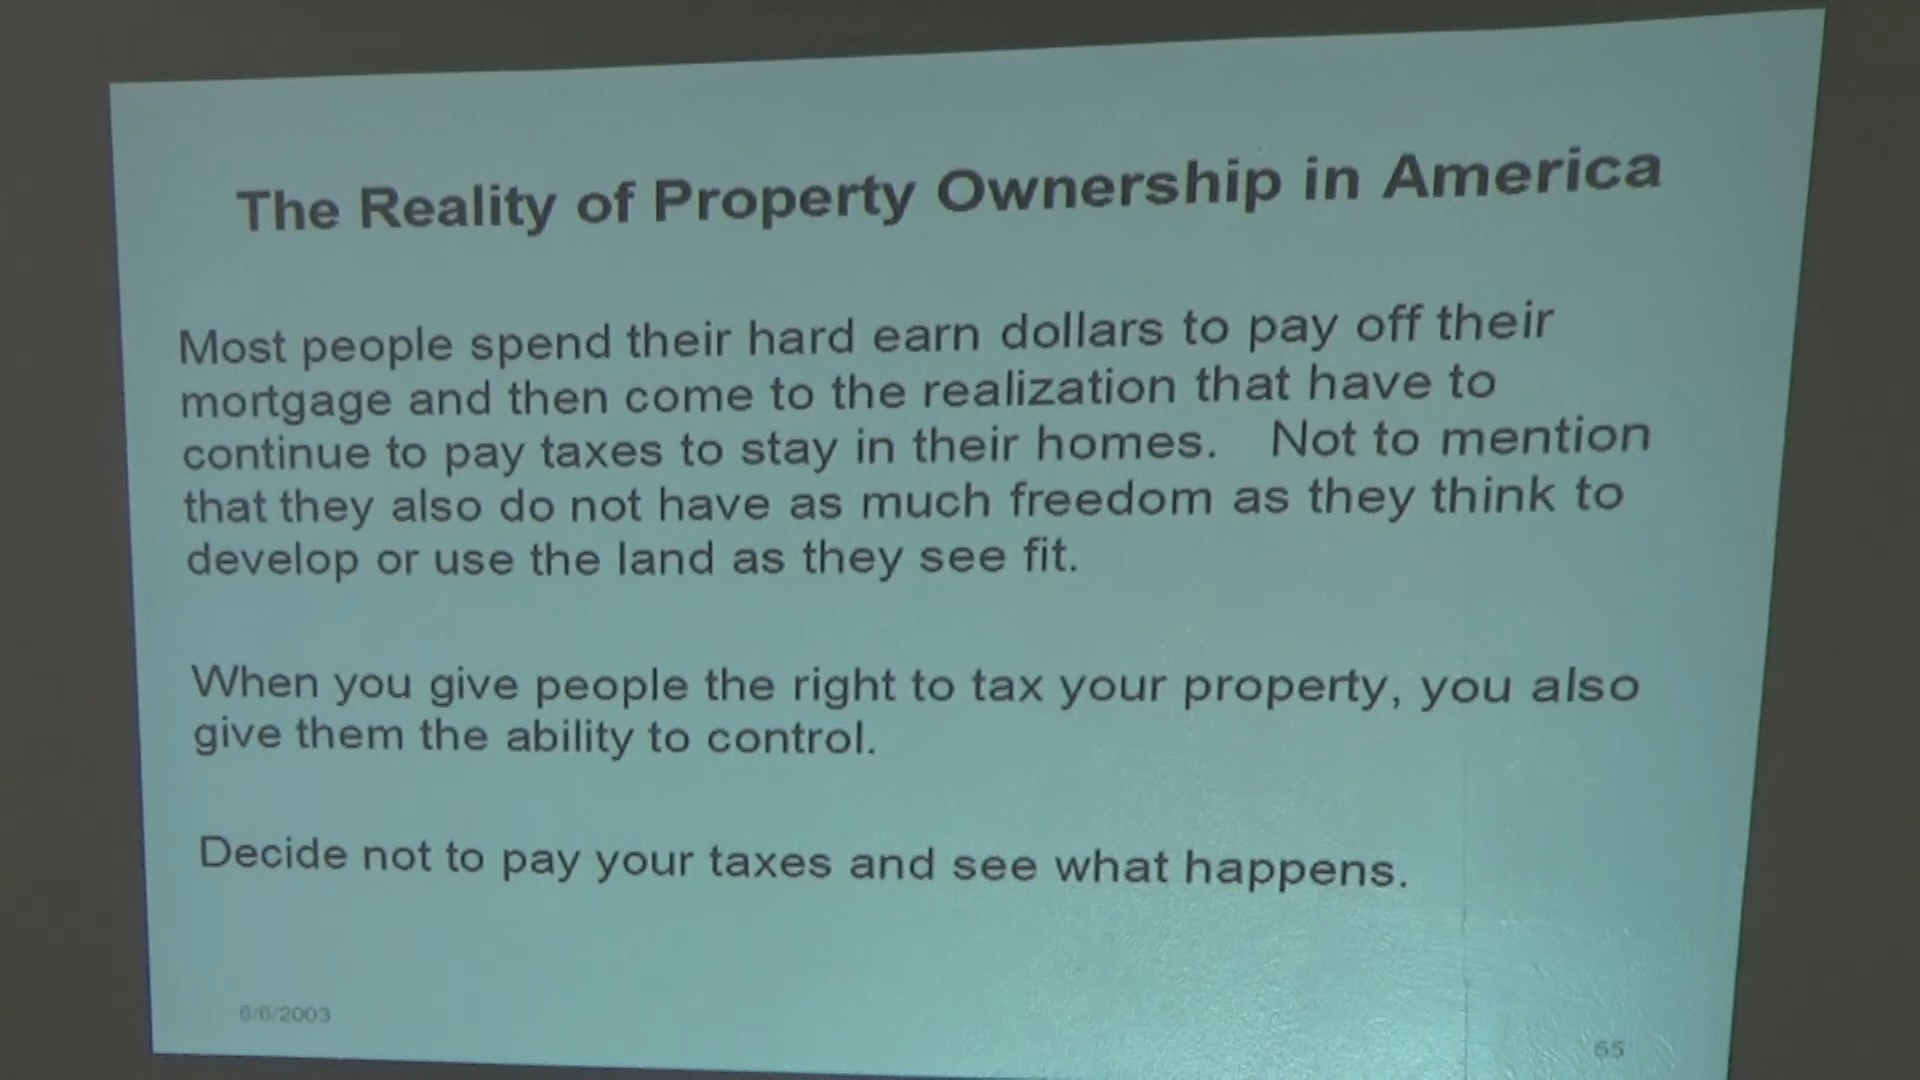 The Reality of Property Ownership in America
Most people spend their hard earn dollars to pay off their
mortgage and then come to the realization that have to
continue to pay taxes to stay in their homes. Not to mention
that they also do not have as much freedom as they think to
develop or use the land as they see fit.
When you give people the right to tax your property, you also
give them the ability to control.
Decide not to pay your taxes and see what happens.
6/6/2003
65